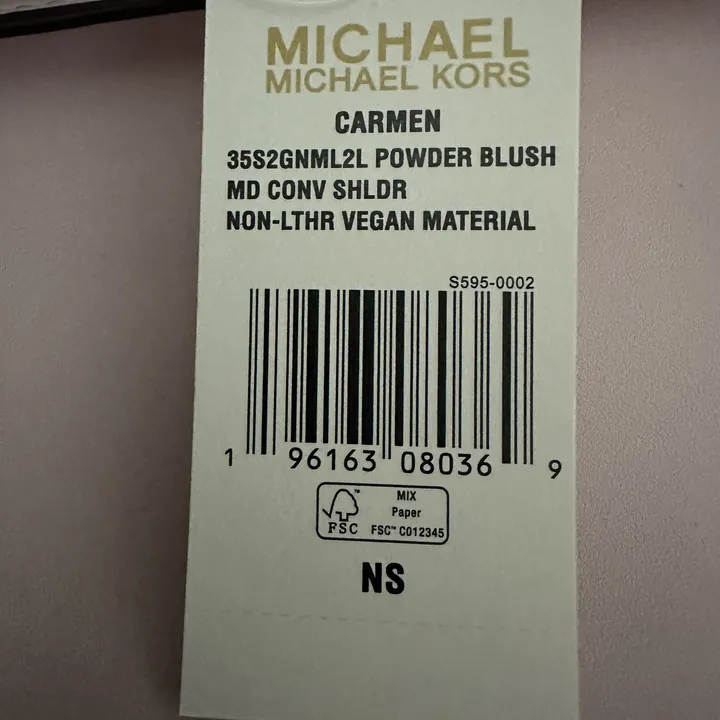 MICHAEL
MICHAEL KORS
CARMEN
35S2GNML2L POWDER BLUSH
MD CONV SHLDR
NON-LTHR VEGAN MATERIAL
S595-0002
1 96163 08036 9
FSC™
MIX
Paper
FSC™ C012345
NS